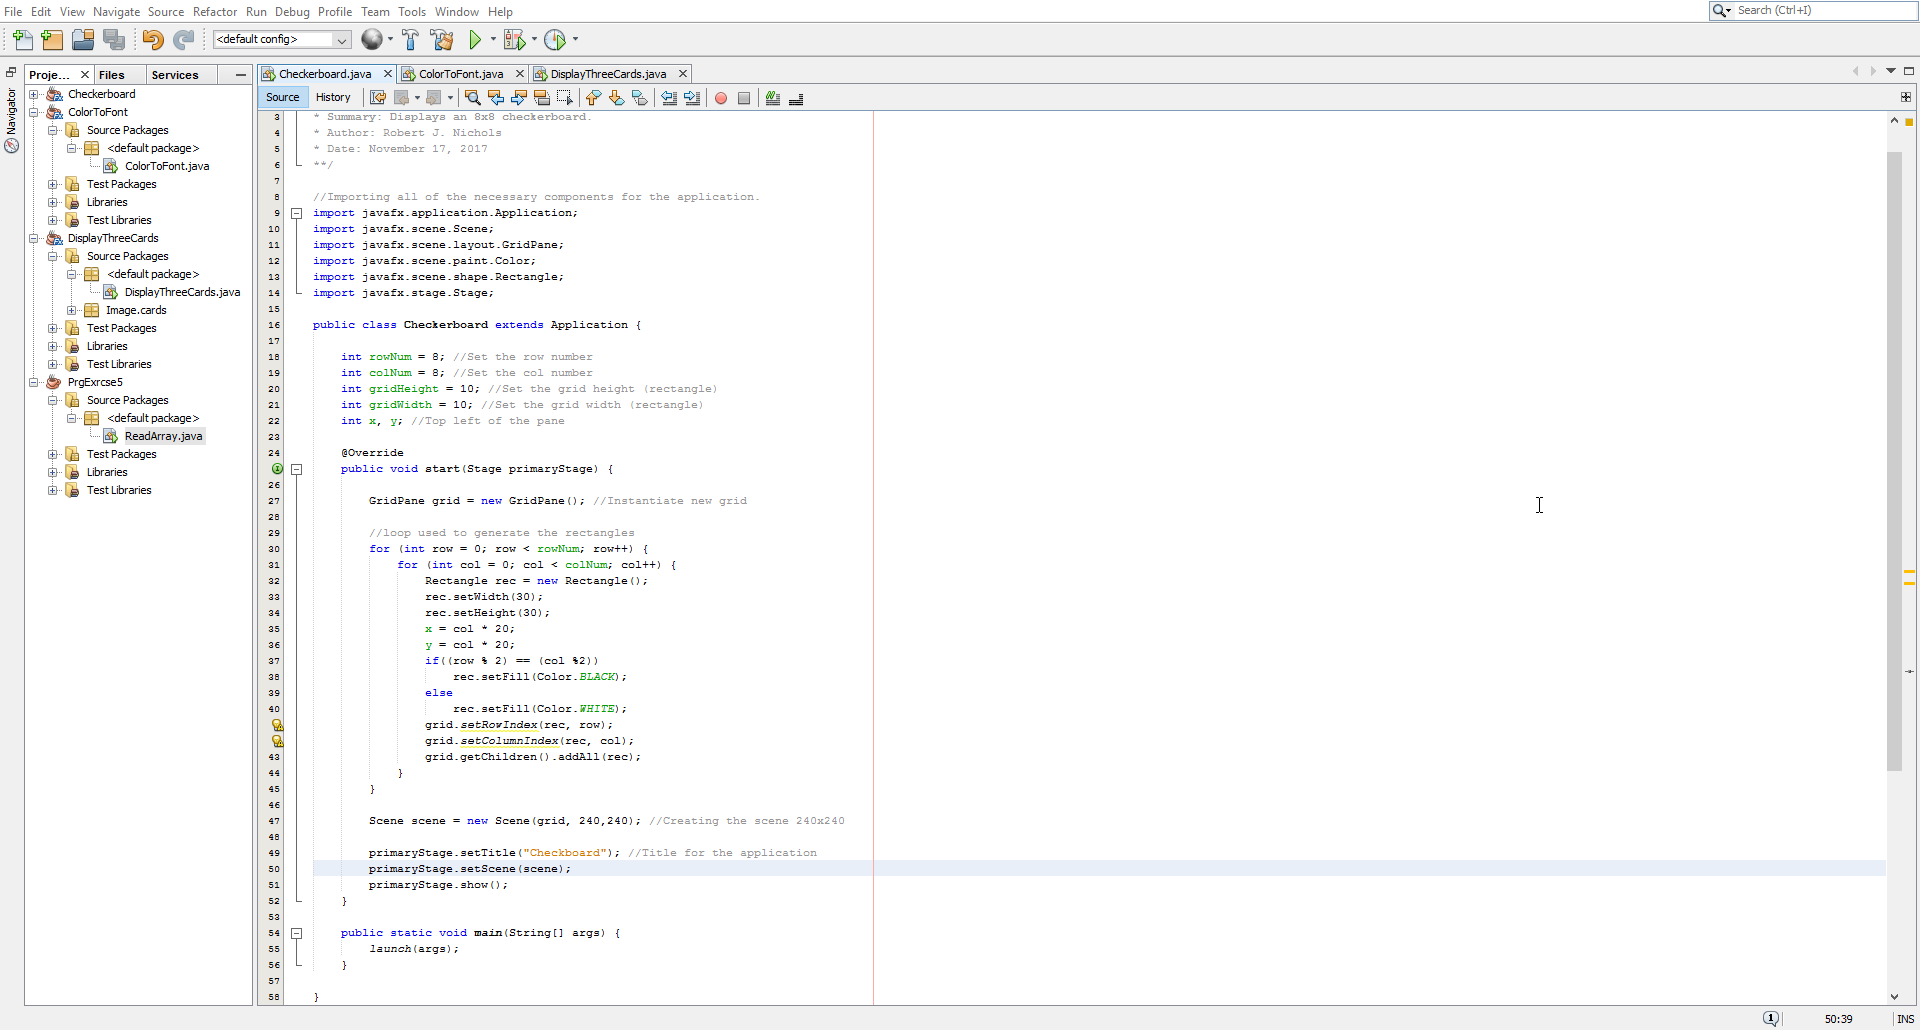 File Edit View Navigate Source Refactor Run Debug Profile Team Tools Window Help
Search (Ctrl+I)
<default config>
Proje... Files Services
Navigator
Checkerboard
ColorToFont
Source Packages
<default package>
ColorToFont.java
Test Packages
Libraries
Test Libraries
DisplayThreeCards
Source Packages
<default package>
DisplayThreeCards.java
Image.cards
Test Packages
Libraries
Test Libraries
PrgExrcse5
Source Packages
<default package>
ReadArray.java
Test Packages
Libraries
Test Libraries
Checkerboard.java ColorToFont.java DisplayThreeCards.java
Source History
3 * Summary: Displays an 8x8 checkerboard.
4 * Author: Robert J. Nichols
5 * Date: November 17, 2017
6 **/
7
8 //Importing all of the necessary components for the application.
9 import javafx.application.Application;
10 import javafx.scene.Scene;
11 import javafx.scene.layout.GridPane;
12 import javafx.scene.paint.Color;
13 import javafx.scene.shape.Rectangle;
14 import javafx.stage.Stage;
15
16 public class Checkerboard extends Application {
17
18 int rowNum = 8; //Set the row number
19 int colNum = 8; //Set the col number
20 int gridHeight = 10; //Set the grid height (rectangle)
21 int gridWidth = 10; //Set the grid width (rectangle)
22 int x, y; //Top left of the pane
23
24 @Override
public void start(Stage primaryStage) {
26
27 GridPane grid = new GridPane(); //Instantiate new grid
28
29 //loop used to generate the rectangles
30 for (int row = 0; row < rowNum; row++) {
31 for (int col = 0; col < colNum; col++) {
32 Rectangle rec = new Rectangle();
33 rec.setWidth(30);
34 rec.setHeight(30);
35 x = col * 20;
36 y = col * 20;
37 if((row % 2) == (col %2))
38 rec.setFill(Color.BLACK);
39 else
40 rec.setFill(Color.WHITE);
grid.setRowIndex(rec, row);
grid.setColumnIndex(rec, col);
43 grid.getChildren().addAll(rec);
44 }
45 }
46
47 Scene scene = new Scene(grid, 240,240); //Creating the scene 240x240
48
49 primaryStage.setTitle("Checkboard"); //Title for the application
50 primaryStage.setScene(scene);
51 primaryStage.show();
52 }
53
54 public static void main(String[] args) {
55 launch(args);
56 }
57
58 }
1 50:39 INS